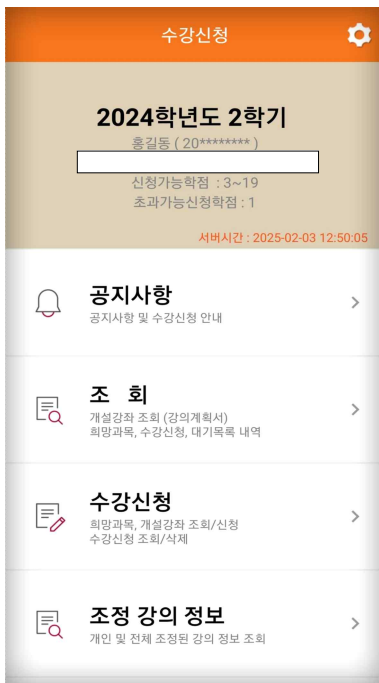 수강신청
2024학년도 2학기
홍길동 ( 20******** )
신청가능학점 : 3~19
초과가능신청학점 : 1
서버시간 : 2025-02-03 12:50:05
공지사항
공지사항 및 수강신청 안내
조 회
개설강좌 조회 (강의계획서)
희망과목, 수강신청, 대기목록 내역
수강신청
희망과목, 개설강좌 조회/신청
수강신청 조회/삭제
조정 강의 정보
개인 및 전체 조정된 강의 정보 조회